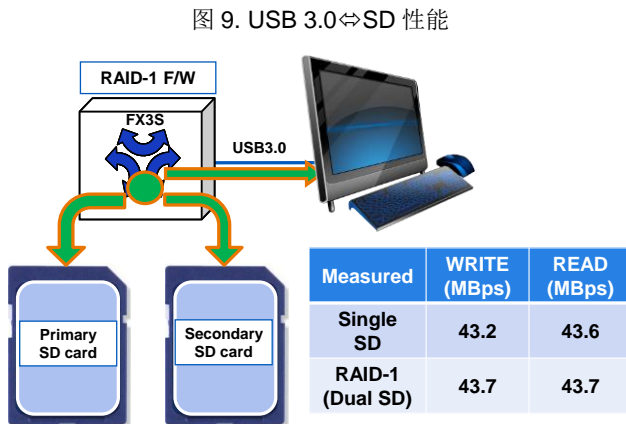 图 9. USB 3.0⇔SD 性能
RAID-1 F/W
FX3S
USB3.0
Primary
SD card
Secondary
SD card
Measured WRITE (MBps) READ (MBps)
Single SD 43.2 43.6
RAID-1 (Dual SD) 43.7 43.7